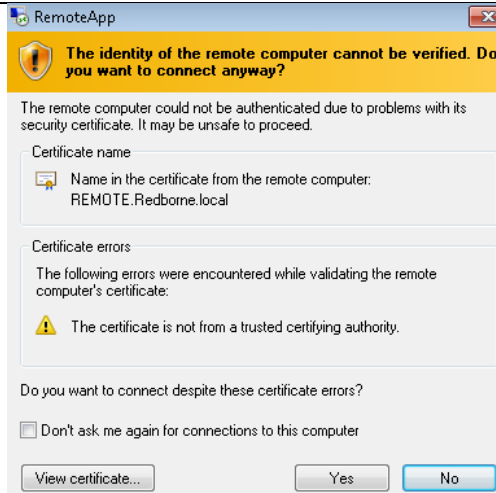 RemoteApp
The identity of the remote computer cannot be verified. Do
you want to connect anyway?
The remote computer could not be authenticated due to problems with its
security certificate. It may be unsafe to proceed.
Certificate name
Name in the certificate from the remote computer:
REMOTE.Redborne.local
Certificate errors
The following errors were encountered while validating the remote
computer's certificate:
The certificate is not from a trusted certifying authority.
Do you want to connect despite these certificate errors?
Don't ask me again for connections to this computer
View certificate... Yes No